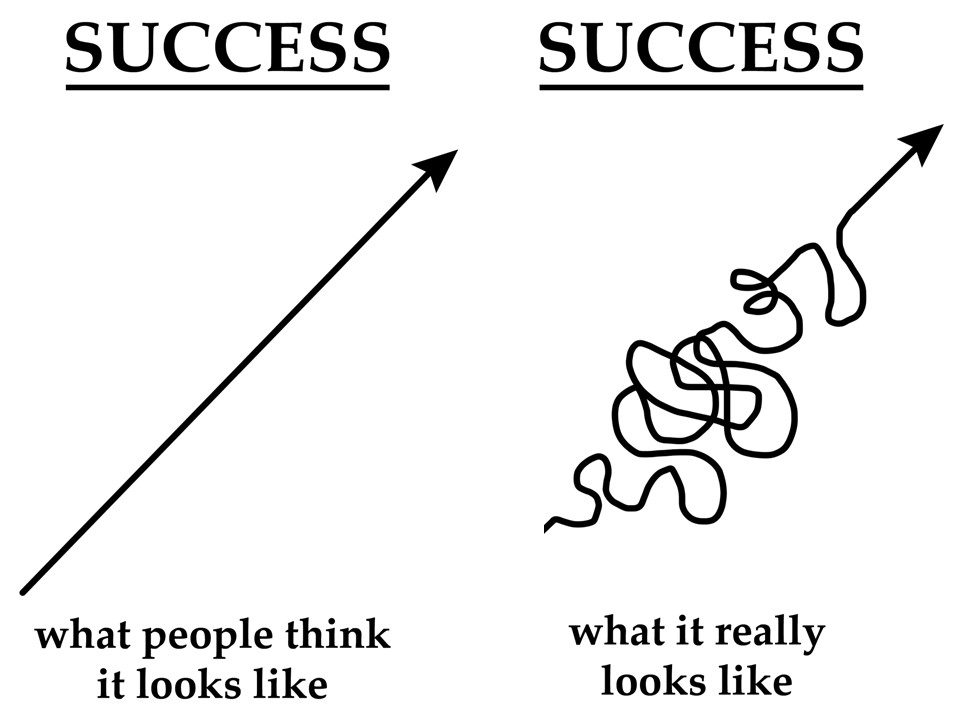 SUCCESS
what people think
it looks like
SUCCESS
what it really
looks like